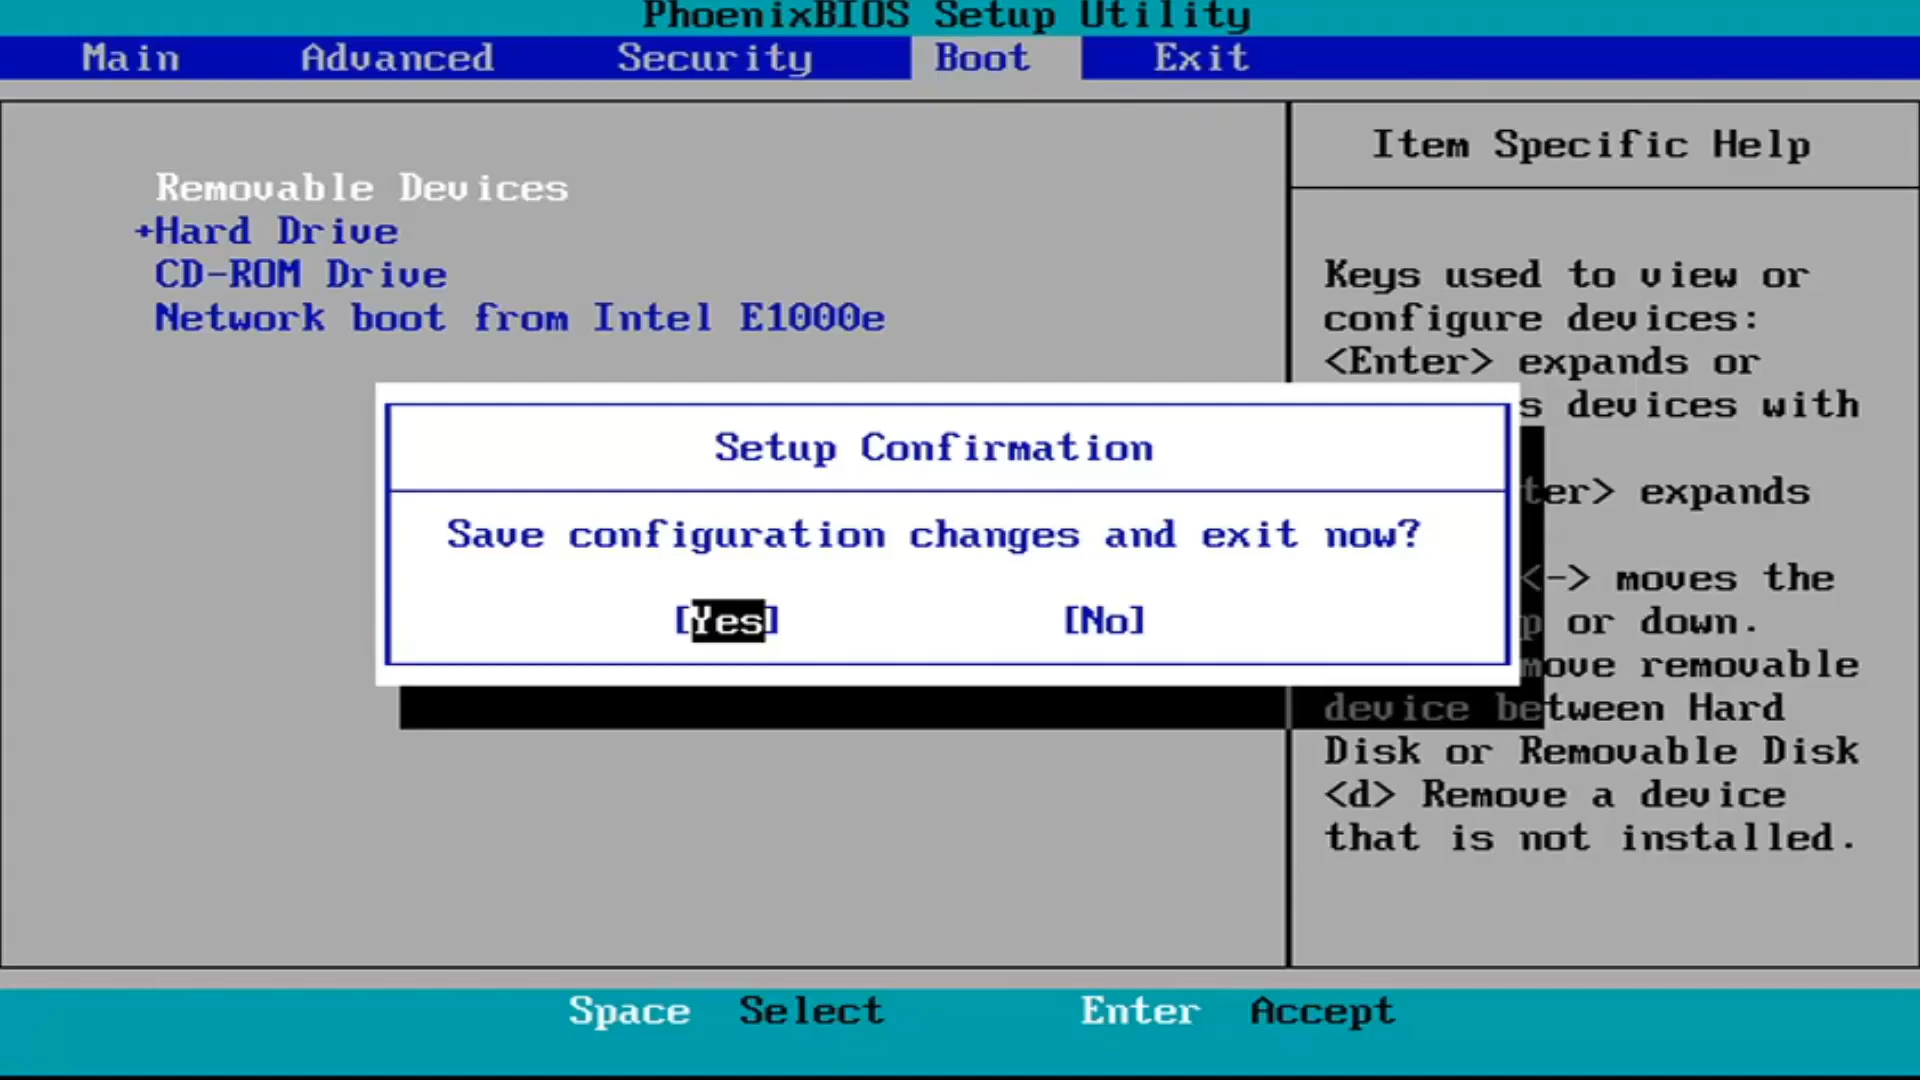 PhoenixBIOS Setup Utility
Main Advanced Security Boot Exit
Removable Devices
+Hard Drive
CD-ROM Drive
Network boot from Intel E1000e
Item Specific Help
Keys used to view or
configure devices:
<Enter> expands or
devices with
expands
moves the
or down.
move removable
device between Hard
Disk or Removable Disk
<d> Remove a device
that is not installed.
Setup Confirmation
Save configuration changes and exit now?
[Yes] [No]
Space Select Enter Accept